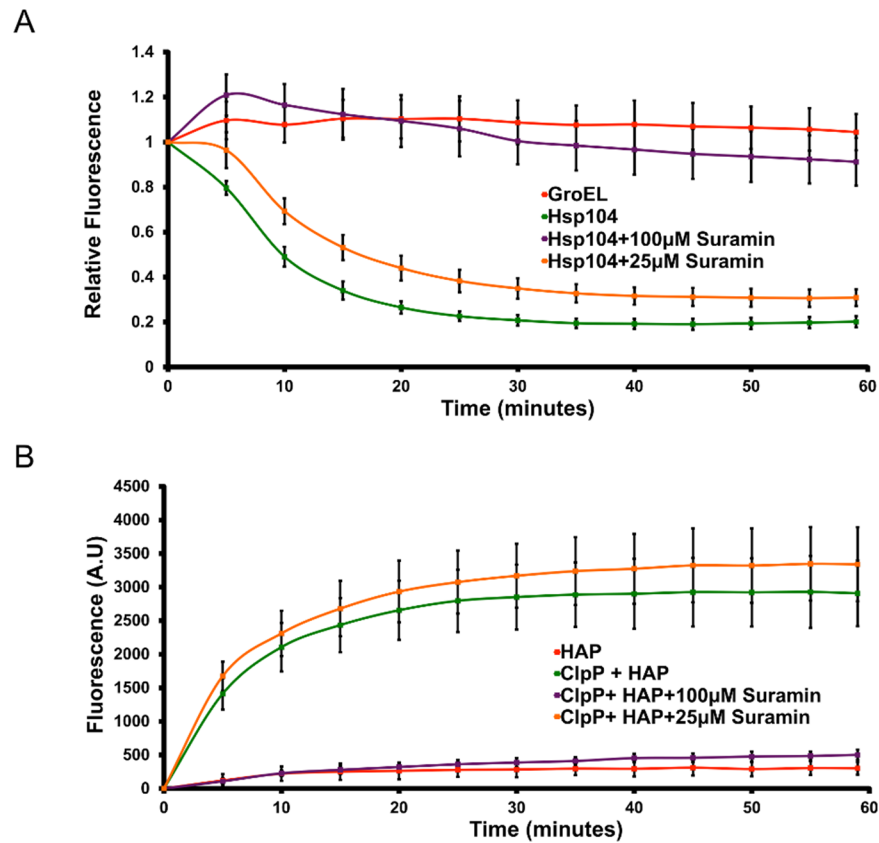 A
1.4
1.2
1
0.8
0.6
0.4
0.2
0
Relative Fluorescence
GroEL
Hsp104
Hsp104+100µM Suramin
Hsp104+25µM Suramin
0 10 20 30 40 50 60
Time (minutes)
B
4500
4000
3500
3000
2500
2000
1500
1000
500
0
Fluorescence (A.U)
HAP
ClpP + HAP
ClpP+ HAP+100µM Suramin
ClpP+ HAP+25µM Suramin
0 10 20 30 40 50 60
Time (minutes)